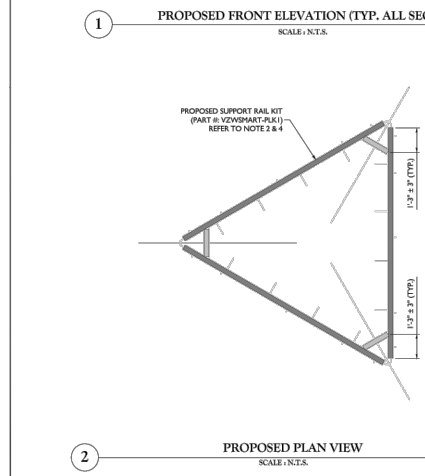 1
PROPOSED FRONT ELEVATION (TYP. ALL SEC
SCALE : N.T.S.
PROPOSED SUPPORT RAIL KIT
(PART #: VZWSMART-PLK1)
REFER TO NOTE 2 & 4
1'-3" ± 3" (TYP.)
1'-3" ± 3" (TYP.)
2
PROPOSED PLAN VIEW
SCALE : N.T.S.